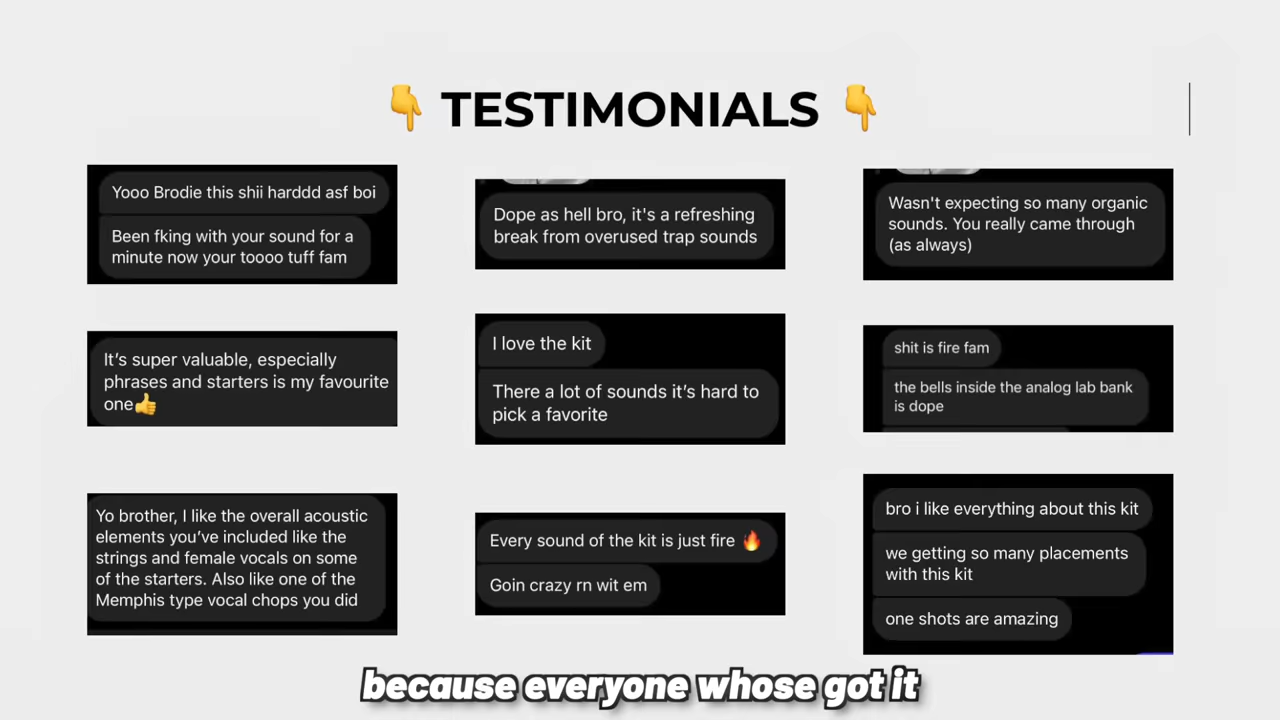 👇 TESTIMONIALS 👇
Yooo Brodie this shii harddd asf boi
Been fking with your sound for a
minute now your toooo tuff fam
Dope as hell bro, it's a refreshing
break from overused trap sounds
Wasn't expecting so many organic
sounds. You really came through
(as always)
It’s super valuable, especially
phrases and starters is my favourite
one👍
I love the kit
There a lot of sounds it’s hard to
pick a favorite
shit is fire fam
the bells inside the analog lab bank
is dope
Yo brother, I like the overall acoustic
elements you’ve included like the
strings and female vocals on some
of the starters. Also like one of the
Memphis type vocal chops you did
Every sound of the kit is just fire 🔥
Goin crazy rn wit em
bro i like everything about this kit
we getting so many placements
with this kit
one shots are amazing
because everyone whose got it